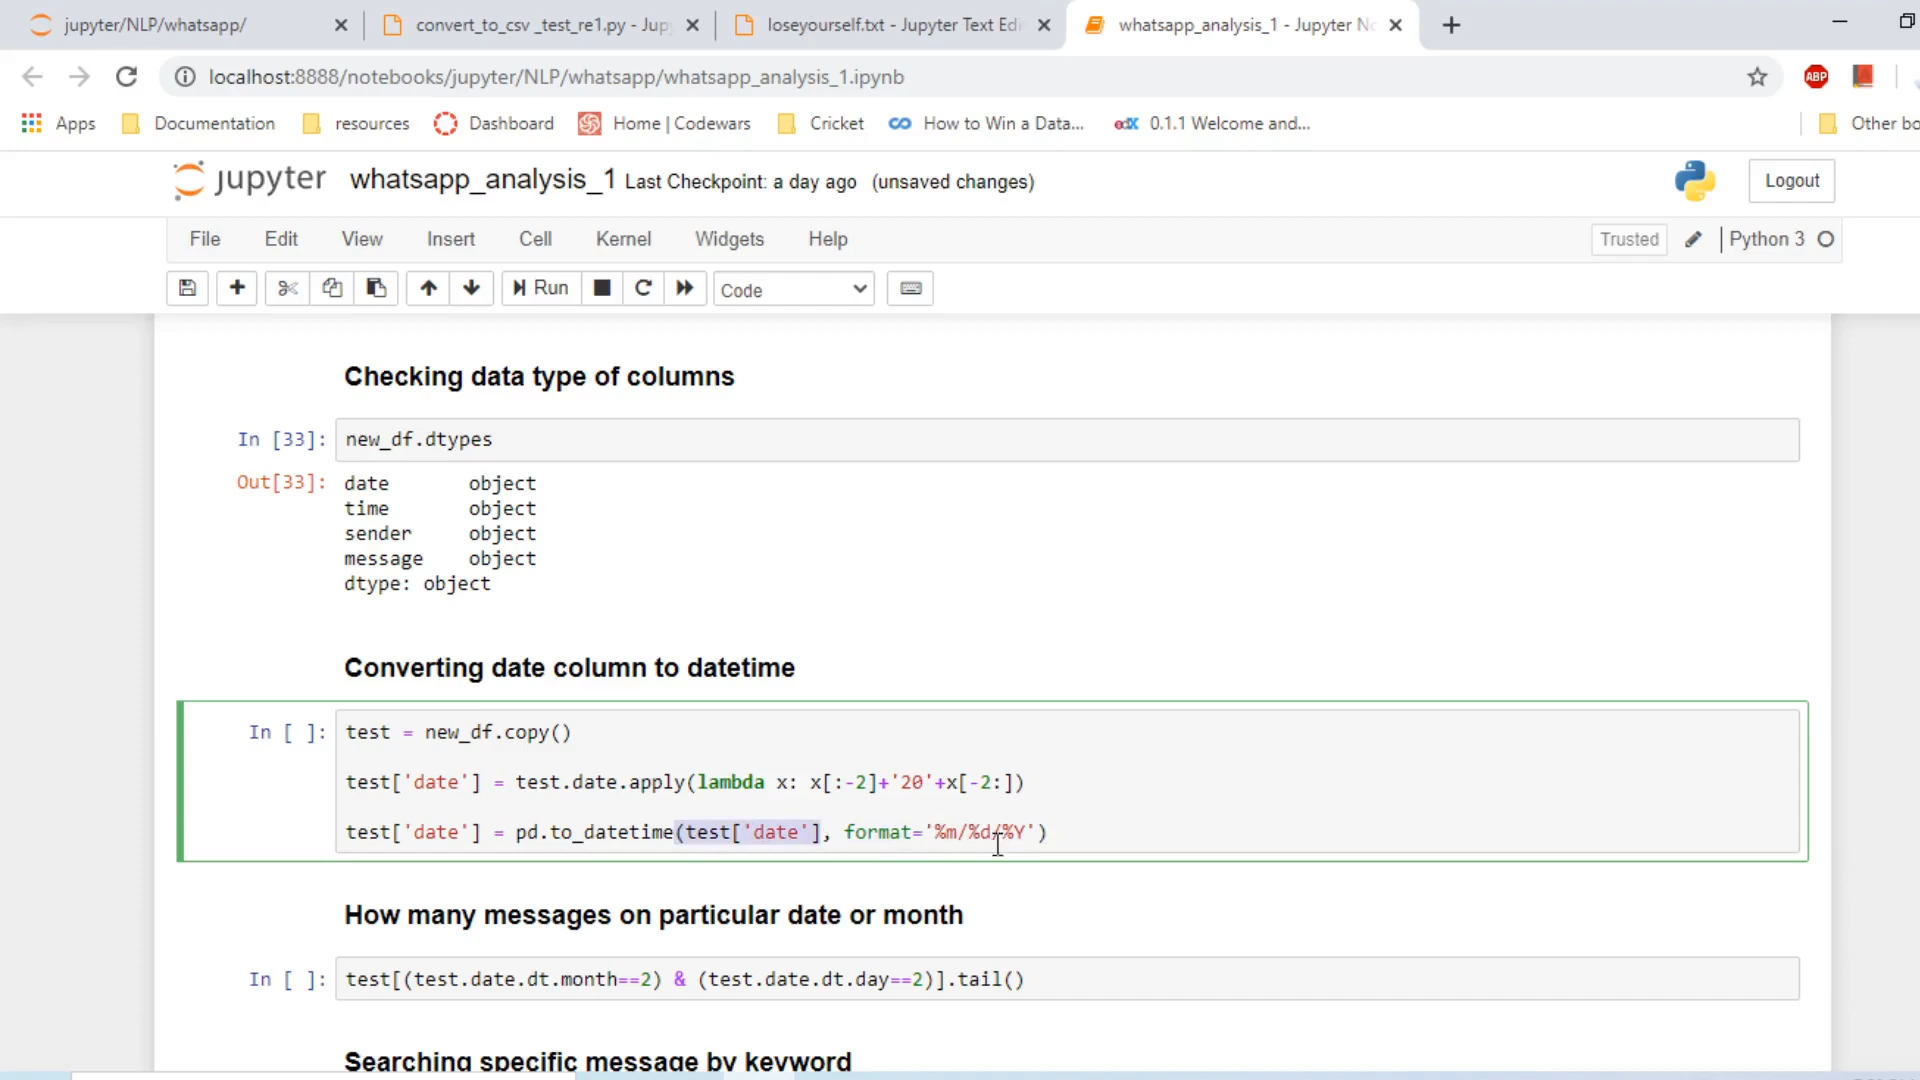 jupyter/NLP/whatsapp/
convert_to_csv _test_re1.py - Jup
loseyourself.txt - Jupyter Text Edi
whatsapp_analysis_1 - Jupyter No
localhost:8888/notebooks/jupyter/NLP/whatsapp/whatsapp_analysis_1.ipynb
ABP
Apps
Documentation
resources
Dashboard
Home | Codewars
Cricket
How to Win a Data...
edX
0.1.1 Welcome and...
Other bo
jupyter
whatsapp_analysis_1 Last Checkpoint: a day ago (unsaved changes)
Logout
File Edit View Insert Cell Kernel Widgets Help
Trusted
Python 3
Run
Code
Checking data type of columns
In [33]: new_df.dtypes
Out[33]: date object
time object
sender object
message object
dtype: object
Converting date column to datetime
In [ ]: test = new_df.copy()
test['date'] = test.date.apply(lambda x: x[:-2]+'20'+x[-2:])
test['date'] = pd.to_datetime(test['date'], format='%m/%d/%Y')
How many messages on particular date or month
In [ ]: test[(test.date.dt.month==2) & (test.date.dt.day==2)].tail()
Searching specific message by keyword